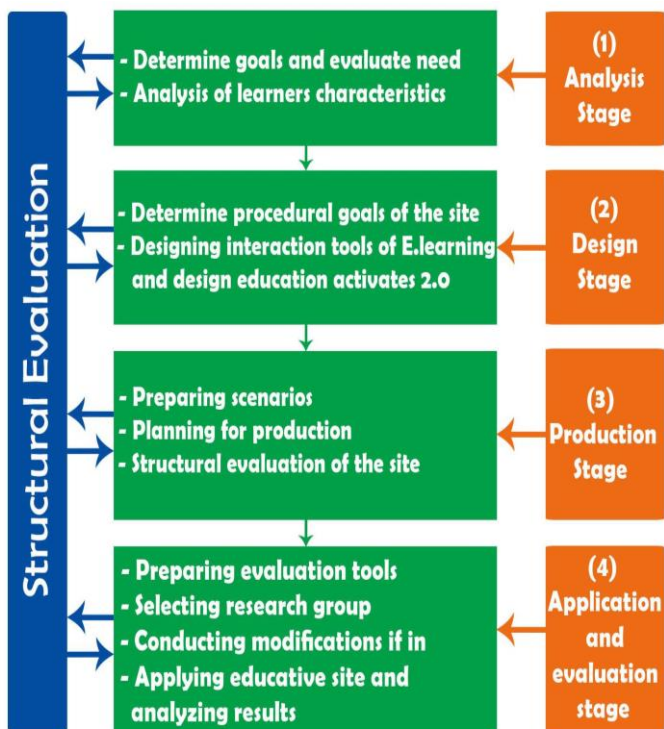 Structural Evaluation
- Determine goals and evaluate need
- Analysis of learners characteristics
(1)
Analysis
Stage
- Determine procedural goals of the site
- Designing interaction tools of E.learning
and design education activates 2.0
(2)
Design
Stage
- Preparing scenarios
- Planning for production
- Structural evaluation of the site
(3)
Production
Stage
- Preparing evaluation tools
- Selecting research group
- Conducting modifications if in
- Applying educative site and
analyzing results
(4)
Application
and
evaluation
stage